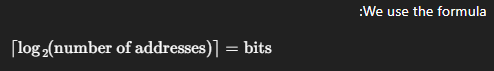 :We use the formula
⌈log₂(number of addresses)⌉ = bits